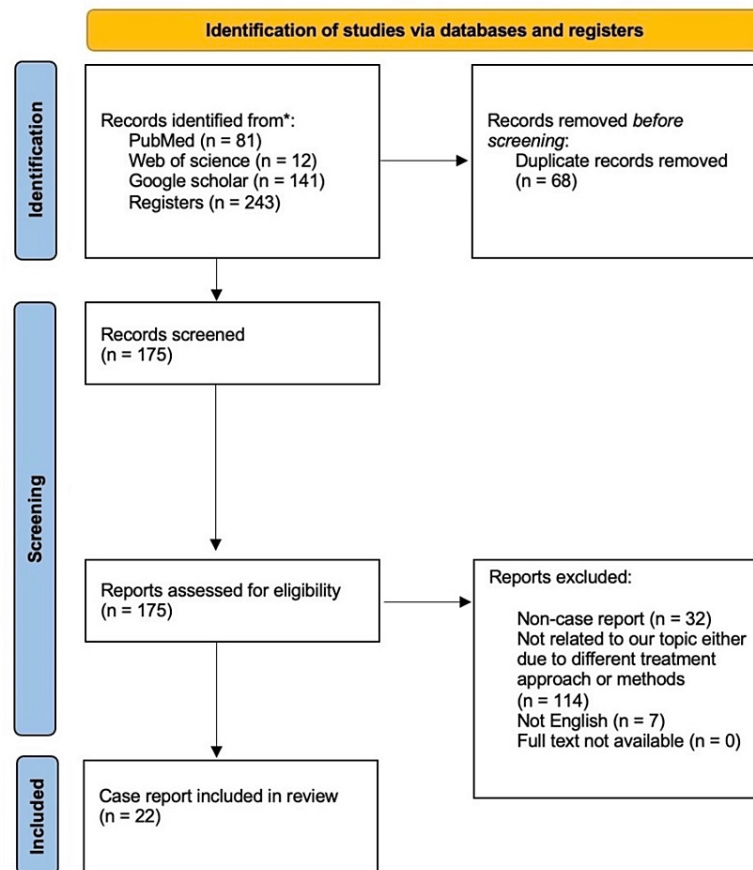 Identification of studies via databases and registers
Identification
Records identified from*:
PubMed (n = 81)
Web of science (n = 12)
Google scholar (n = 141)
Registers (n = 243)
Records removed before
screening:
Duplicate records removed
(n = 68)
Screening
Records screened
(n = 175)
Reports assessed for eligibility
(n = 175)
Reports excluded:
Non-case report (n = 32)
Not related to our topic either
due to different treatment
approach or methods
(n = 114)
Not English (n = 7)
Full text not available (n = 0)
Included
Case report included in review
(n = 22)